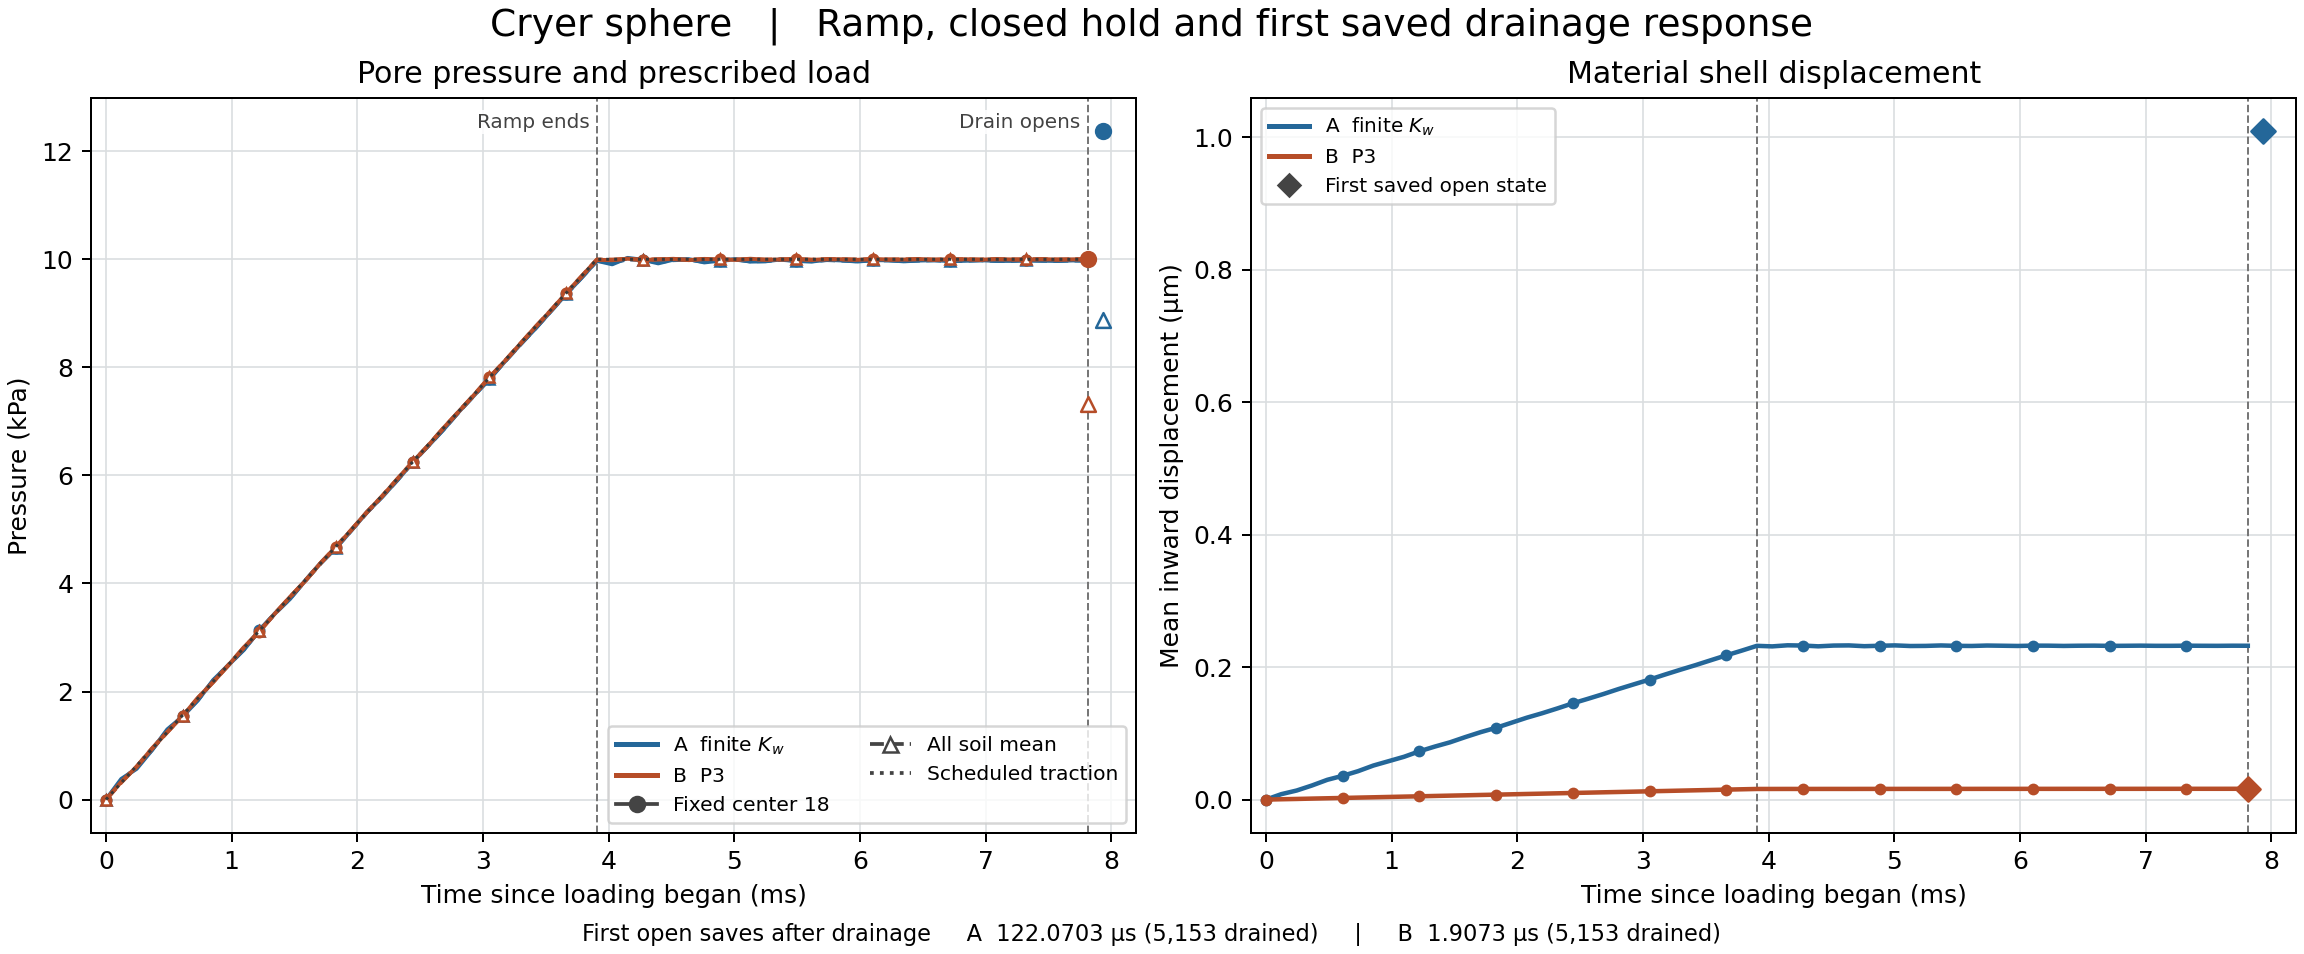 Cryer sphere | Ramp, closed hold and first saved drainage response
Pore pressure and prescribed load
Pressure (kPa)
12
10
8
6
4
2
0
Ramp ends
Drain opens
A finite K_w
B P3
Fixed center 18
All soil mean
Scheduled traction
0 1 2 3 4 5 6 7 8
Time since loading began (ms)
Material shell displacement
Mean inward displacement (µm)
1.0
0.8
0.6
0.4
0.2
0.0
A finite K_w
B P3
First saved open state
0 1 2 3 4 5 6 7 8
Time since loading began (ms)
First open saves after drainage A 122.0703 µs (5,153 drained) | B 1.9073 µs (5,153 drained)